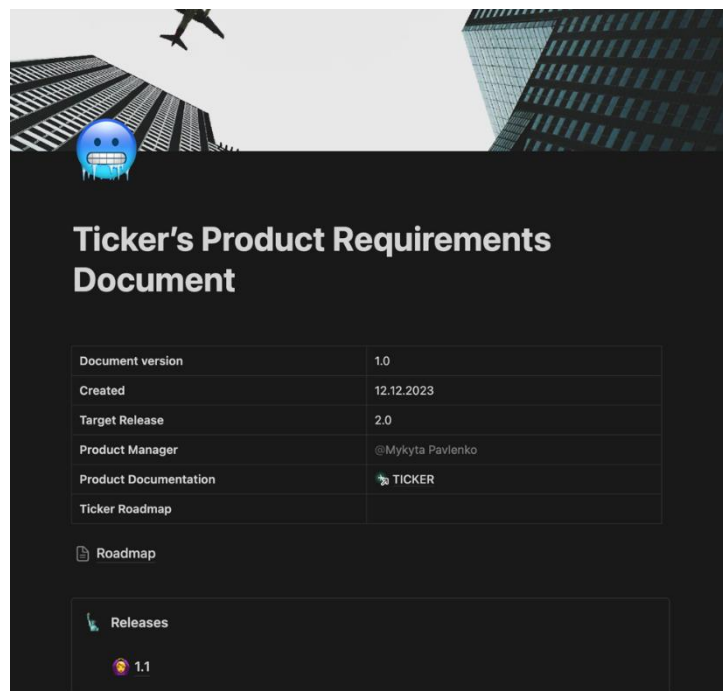 Ticker’s Product Requirements
Document
Document version 1.0
Created 12.12.2023
Target Release 2.0
Product Manager @Mykyta Pavlenko
Product Documentation TICKER
Ticker Roadmap
Roadmap
Releases
1.1